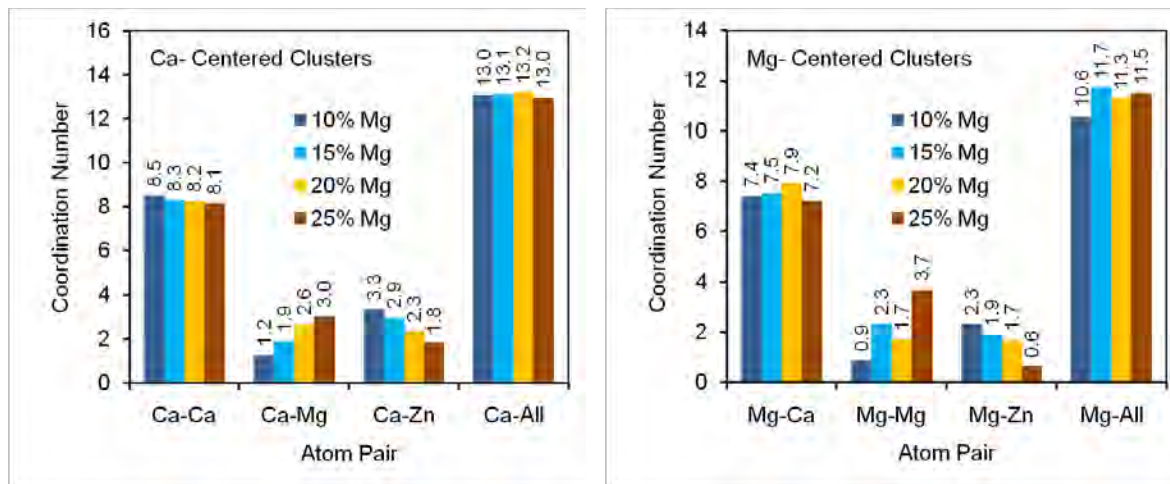 Ca- Centered Clusters
Coordination Number
16
14
12
10
8
6
4
2
0
10% Mg
15% Mg
20% Mg
25% Mg
8.5 8.3 8.2 8.1
1.2 1.9 2.6 3.0
3.3 2.9 2.3 1.8
13.0 13.1 13.2 13.0
Ca-Ca Ca-Mg Ca-Zn Ca-All
Atom Pair
Mg- Centered Clusters
Coordination Number
14
12
10
8
6
4
2
0
10% Mg
15% Mg
20% Mg
25% Mg
7.4 7.5 7.9 7.2
0.9 2.3 1.7 3.7
2.3 1.9 1.7 0.6
10.6 11.7 11.3 11.5
Mg-Ca Mg-Mg Mg-Zn Mg-All
Atom Pair